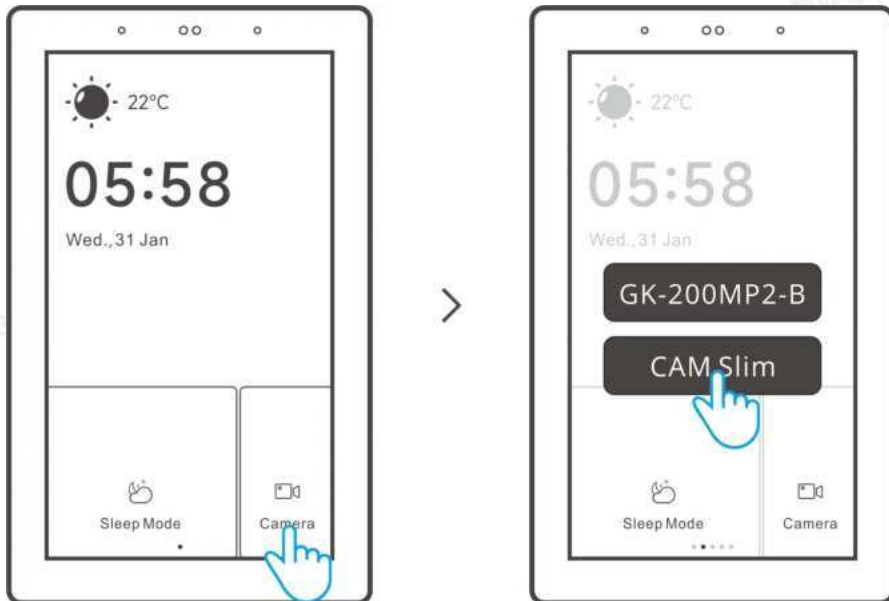 22°C
05:58
Wed.,31 Jan
Sleep Mode
Camera
22°C
05:58
Wed.,31 Jan
GK-200MP2-B
CAM Slim
Sleep Mode
Camera